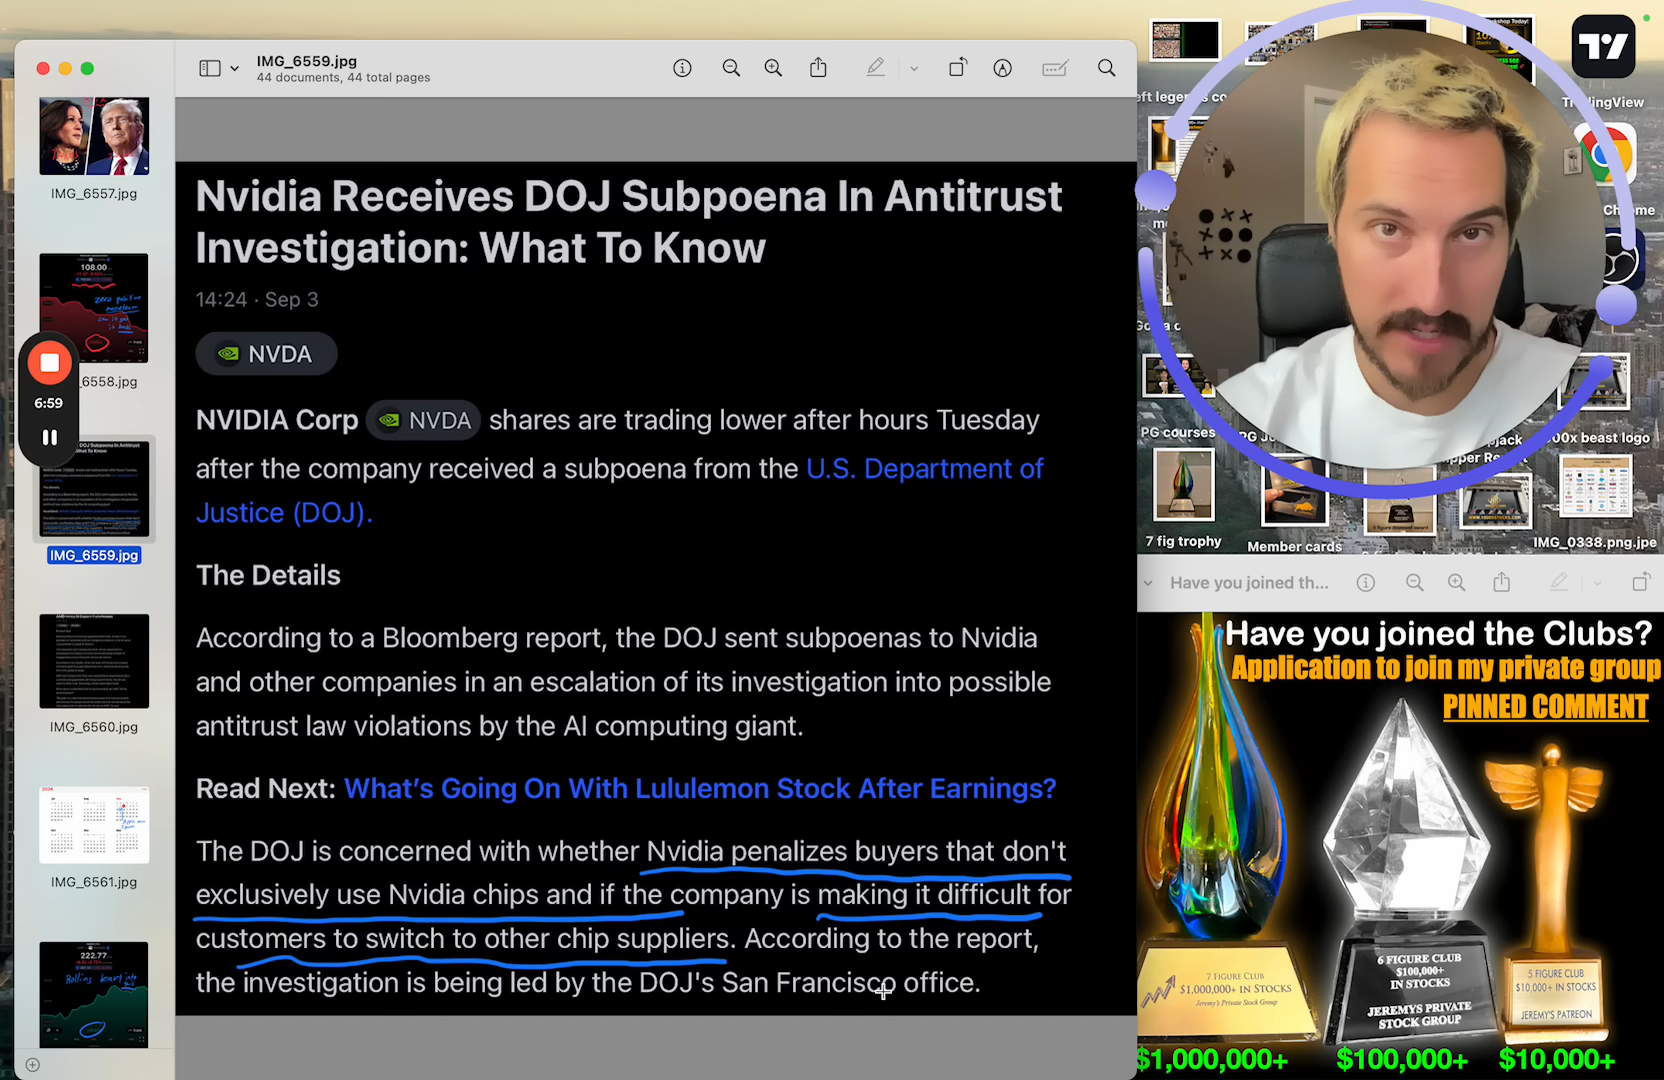 IMG_6559.jpg
44 documents, 44 total pages
IMG_6557.jpg
108.00
6558.jpg
6:59
IMG_6559.jpg
IMG_6560.jpg
IMG_6561.jpg
222.77
Nvidia Receives DOJ Subpoena In Antitrust
Investigation: What To Know
14:24 · Sep 3
NVDA
NVIDIA Corp NVDA shares are trading lower after hours Tuesday
after the company received a subpoena from the U.S. Department of
Justice (DOJ).
The Details
According to a Bloomberg report, the DOJ sent subpoenas to Nvidia
and other companies in an escalation of its investigation into possible
antitrust law violations by the AI computing giant.
Read Next: What's Going On With Lululemon Stock After Earnings?
The DOJ is concerned with whether Nvidia penalizes buyers that don't
exclusively use Nvidia chips and if the company is making it difficult for
customers to switch to other chip suppliers. According to the report,
the investigation is being led by the DOJ's San Francisco office.
TradingView
Chrome
PG courses
7 fig trophy
Member cards
IMG_0338.png.jpe
00x beast logo
Have you joined th...
Have you joined the Clubs?
Application to join my private group
PINNED COMMENT
7 FIGURE CLUB
$1,000,000+ IN STOCKS
Jeremy's Private Stock Group
6 FIGURE CLUB
$100,000+
IN STOCKS
JEREMYS PRIVATE
STOCK GROUP
5 FIGURE CLUB
$10,000+ IN STOCKS
JEREMY'S PATREON
$1,000,000+
$100,000+
$10,000+